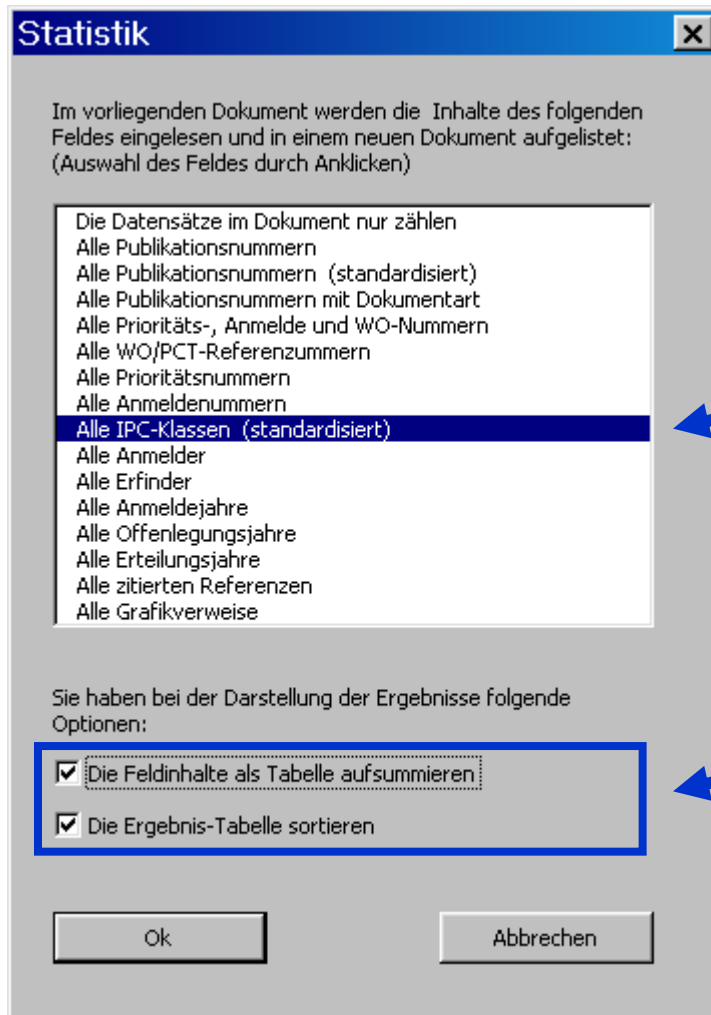 Statistik
Im vorliegenden Dokument werden die Inhalte des folgenden
Feldes eingelesen und in einem neuen Dokument aufgelistet:
(Auswahl des Feldes durch Anklicken)
Die Datensätze im Dokument nur zählen
Alle Publikationsnummern
Alle Publikationsnummern (standardisiert)
Alle Publikationsnummern mit Dokumentart
Alle Prioritäts-, Anmelde und WO-Nummern
Alle WO/PCT-Referenzummern
Alle Prioritätsnummern
Alle Anmeldenummern
Alle IPC-Klassen (standardisiert)
Alle Anmelder
Alle Erfinder
Alle Anmeldejahre
Alle Offenlegungsjahre
Alle Erteilungsjahre
Alle zitierten Referenzen
Alle Grafikverweise
Sie haben bei der Darstellung der Ergebnisse folgende
Optionen:
Die Feldinhalte als Tabelle aufsummieren
Die Ergebnis-Tabelle sortieren
Ok Abbrechen